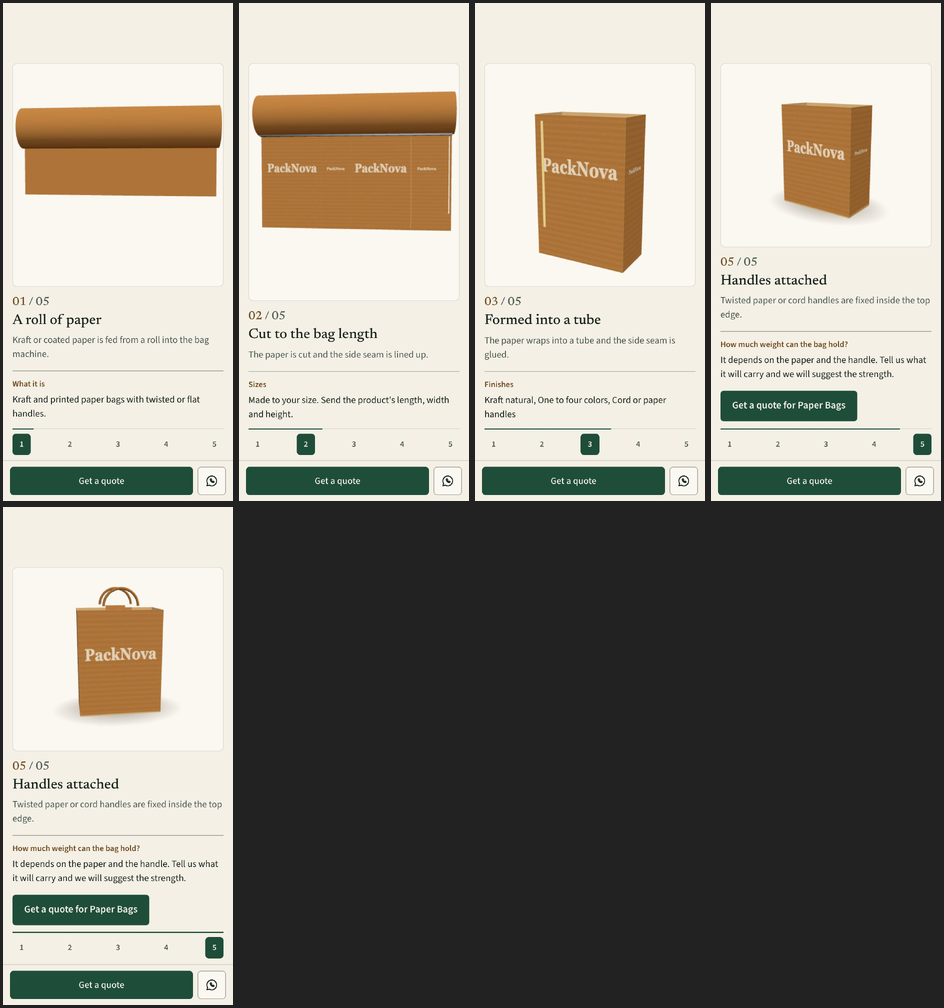 01 / 05
A roll of paper
Kraft or coated paper is fed from a roll into the bag
machine.
What it is
Kraft and printed paper bags with twisted or flat
handles.
1 2 3 4 5
Get a quote
PackNova PackNova PackNova PackNova
02 / 05
Cut to the bag length
The paper is cut and the side seam is lined up.
Sizes
Made to your size. Send the product's length, width
and height.
1 2 3 4 5
Get a quote
PackNova PackNova
03 / 05
Formed into a tube
The paper wraps into a tube and the side seam is
glued.
Finishes
Kraft natural, One to four colors, Cord or paper
handles
1 2 3 4 5
Get a quote
PackNova PackNova
05 / 05
Handles attached
Twisted paper or cord handles are fixed inside the top
edge.
How much weight can the bag hold?
It depends on the paper and the handle. Tell us what
it will carry and we will suggest the strength.
Get a quote for Paper Bags
1 2 3 4 5
Get a quote
PackNova
05 / 05
Handles attached
Twisted paper or cord handles are fixed inside the top
edge.
How much weight can the bag hold?
It depends on the paper and the handle. Tell us what
it will carry and we will suggest the strength.
Get a quote for Paper Bags
1 2 3 4 5
Get a quote